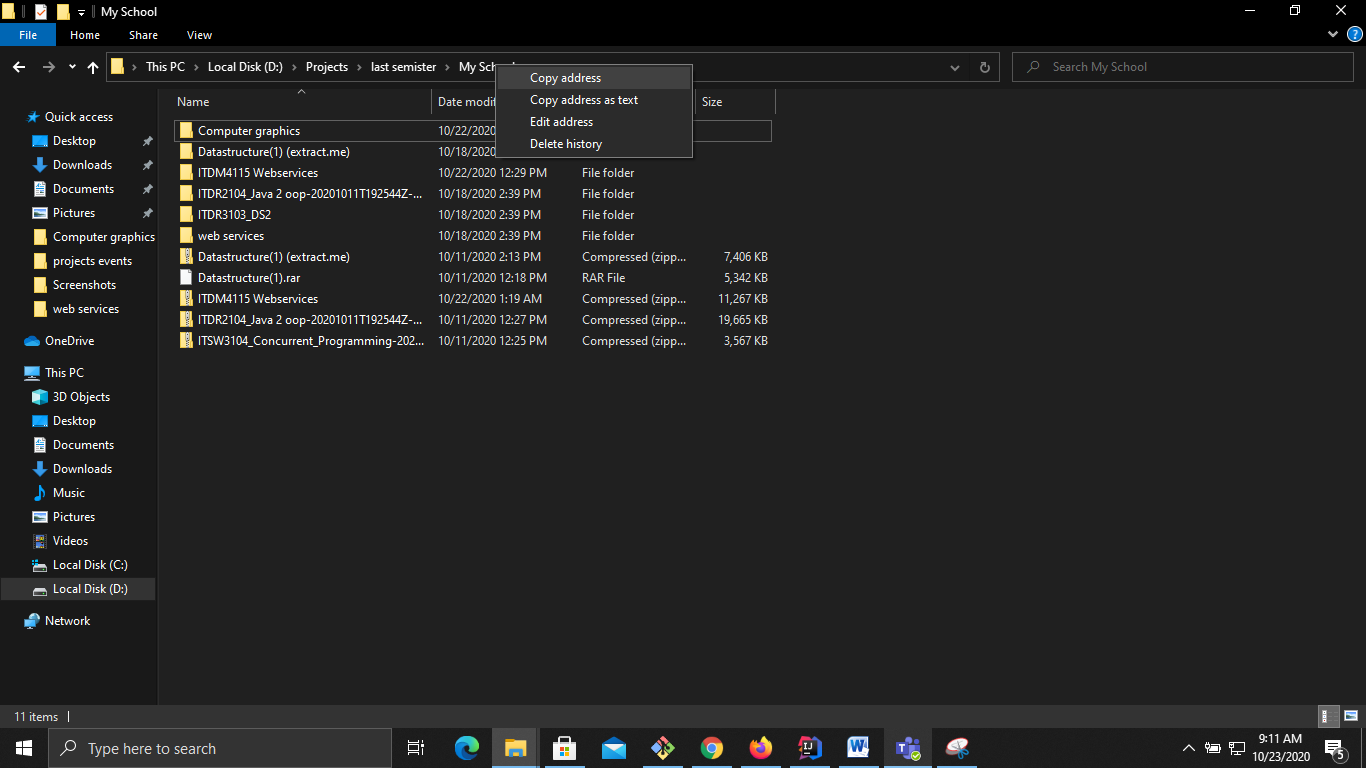 My School
File Home Share View
This PC Local Disk (D:) Projects last semister My
Search My School
Copy address
Copy address as text
Edit address
Delete history
Quick access
Desktop
Downloads
Documents
Pictures
Computer graphics
projects events
Screenshots
web services
OneDrive
This PC
3D Objects
Desktop
Documents
Downloads
Music
Pictures
Videos
Local Disk (C:)
Local Disk (D:)
Network
Name Date Size
Computer graphics 10/22/2020
Datastructure(1) (extract.me) 10/18/2020
ITDM4115 Webservices 10/22/2020 12:29 PM File folder
ITDR2104_Java 2 oop-20201011T192544Z-... 10/18/2020 2:39 PM File folder
ITDR3103_DS2 10/18/2020 2:39 PM File folder
web services 10/18/2020 2:39 PM File folder
Datastructure(1) (extract.me) 10/11/2020 2:13 PM Compressed (zipp... 7,406 KB
Datastructure(1).rar 10/11/2020 12:18 PM RAR File 5,342 KB
ITDM4115 Webservices 10/22/2020 1:19 AM Compressed (zipp... 11,267 KB
ITDR2104_Java 2 oop-20201011T192544Z-... 10/11/2020 12:27 PM Compressed (zipp... 19,665 KB
ITSW3104_Concurrent_Programming-202... 10/11/2020 12:25 PM Compressed (zipp... 3,567 KB
11 items
Type here to search
9:11 AM
10/23/2020
5